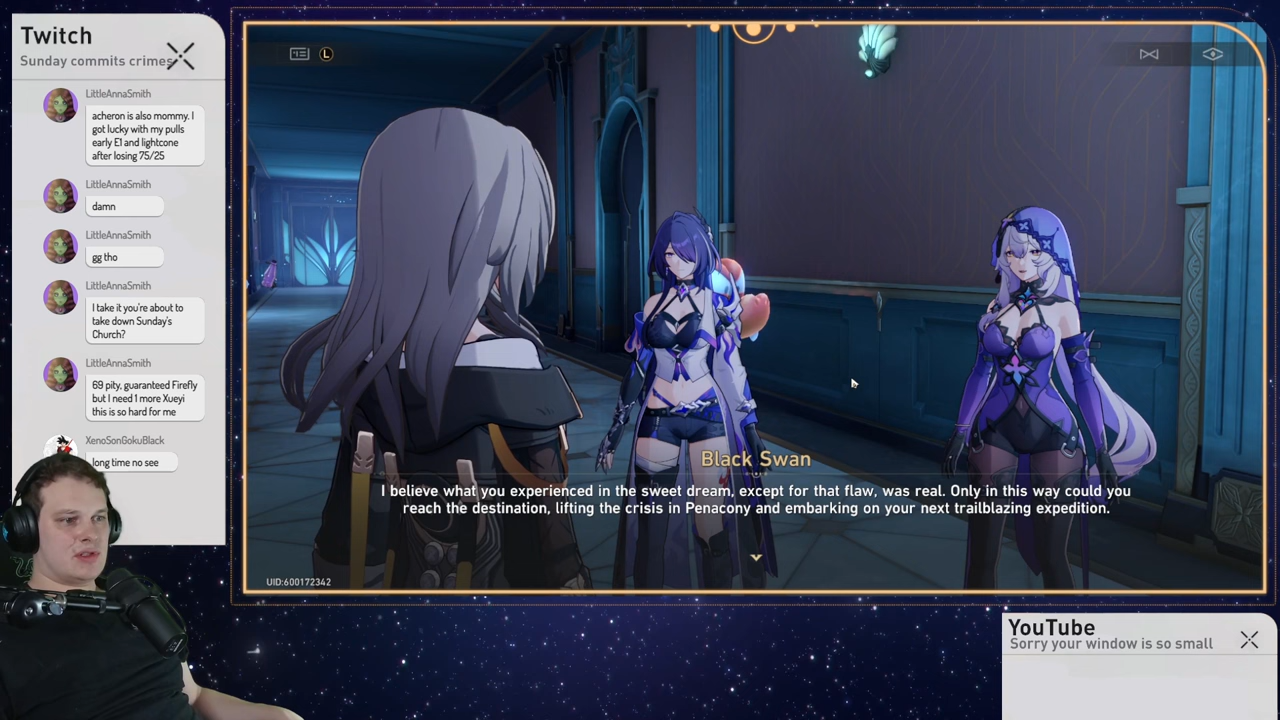 Twitch
Sunday commits crimes
LittleAnnaSmith
acheron is also mommy. I
got lucky with my pulls
early E1 and lightcone
after losing 75/25
LittleAnnaSmith
damn
LittleAnnaSmith
gg tho
LittleAnnaSmith
I take it you're about to
take down Sunday's
Church?
LittleAnnaSmith
69 pity, guaranteed Firefly
but I need 1 more Xueyi
this is so hard for me
XenoSonGokuBlack
long time no see
L
Black Swan
I believe what you experienced in the sweet dream, except for that flaw, was real. Only in this way could you
reach the destination, lifting the crisis in Penacony and embarking on your next trailblazing expedition.
UID:600172342
YouTube
Sorry your window is so small